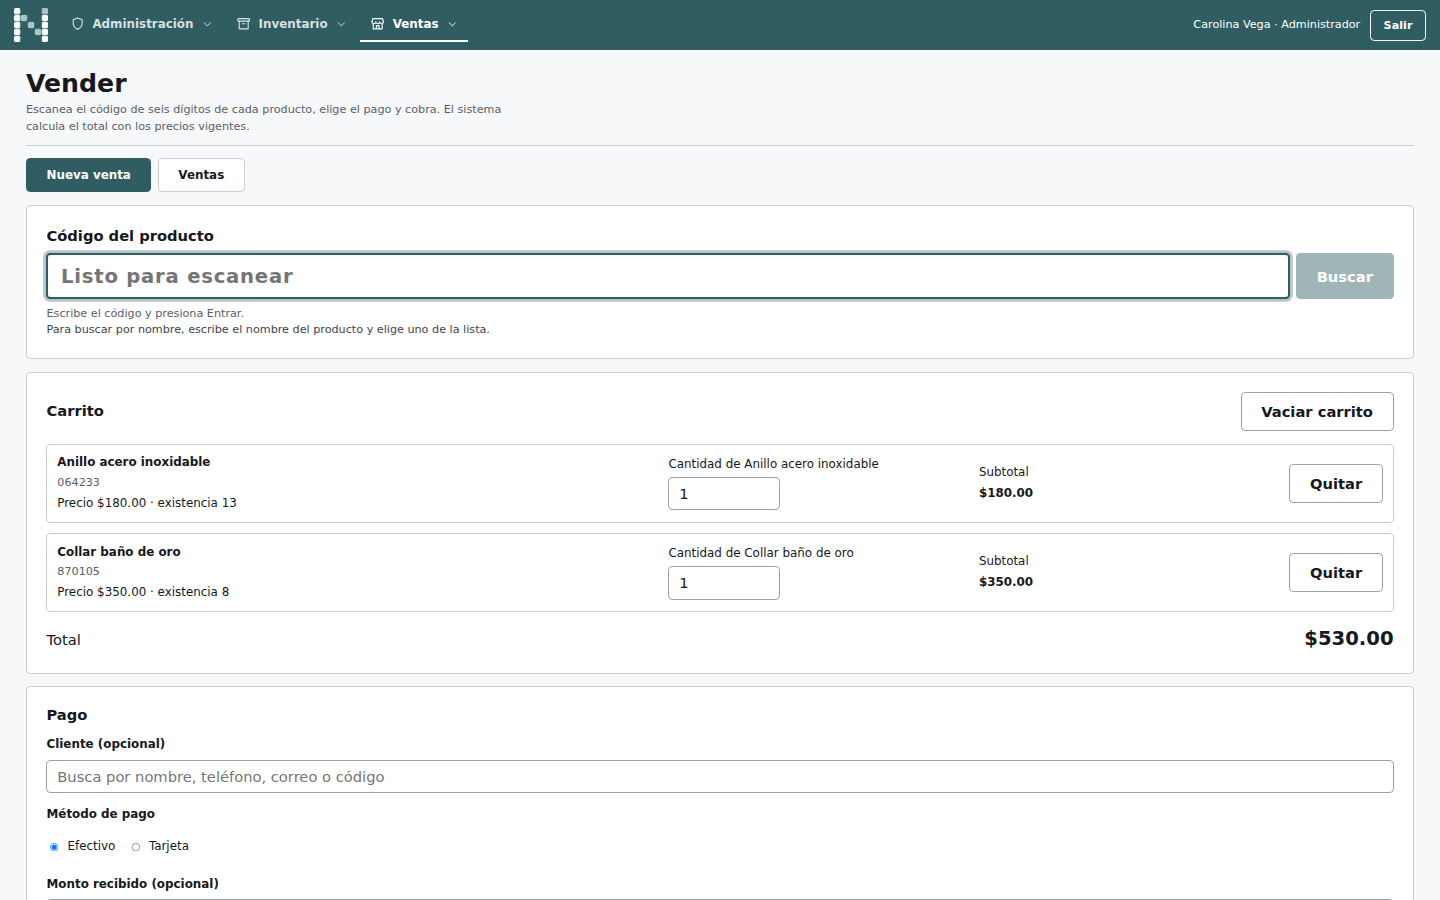 Administración
Inventario
Ventas
Carolina Vega · Administrador
Salir
Vender
Escanea el código de seis dígitos de cada producto, elige el pago y cobra. El sistema
calcula el total con los precios vigentes.
Nueva venta
Ventas
Código del producto
Listo para escanear
Buscar
Escribe el código y presiona Entrar.
Para buscar por nombre, escribe el nombre del producto y elige uno de la lista.
Carrito
Vaciar carrito
Anillo acero inoxidable
064233
Precio $180.00 · existencia 13
Cantidad de Anillo acero inoxidable
1
Subtotal
$180.00
Quitar
Collar baño de oro
870105
Precio $350.00 · existencia 8
Cantidad de Collar baño de oro
1
Subtotal
$350.00
Quitar
Total
$530.00
Pago
Cliente (opcional)
Busca por nombre, teléfono, correo o código
Método de pago
Efectivo
Tarjeta
Monto recibido (opcional)